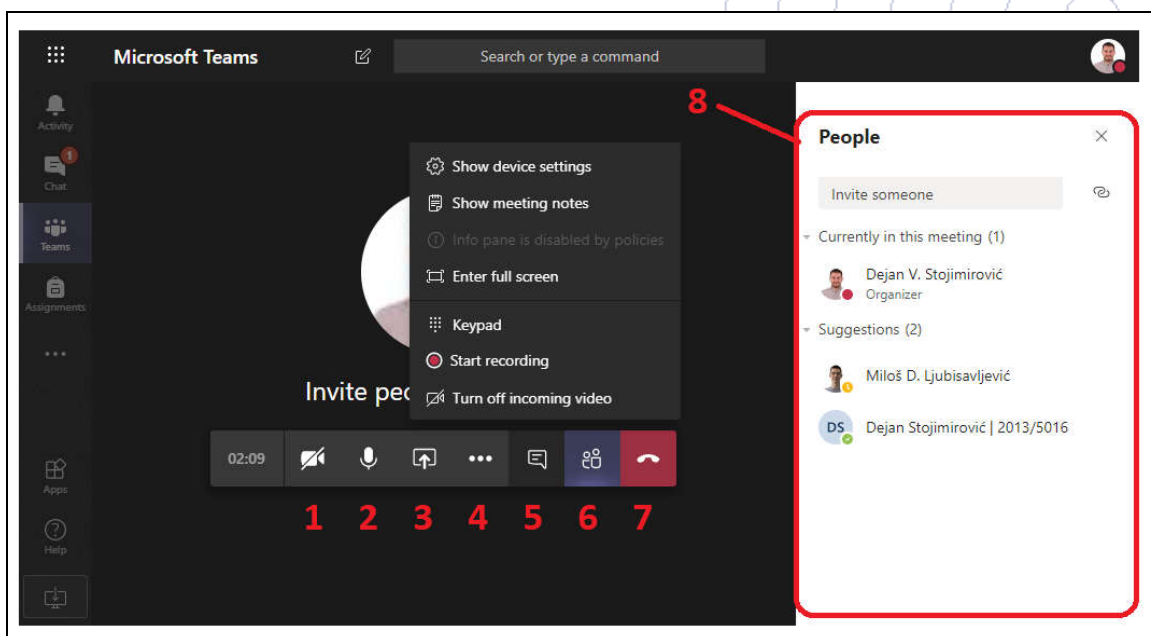 Microsoft Teams
Search or type a command
Activity
1
Chat
Teams
Assignments
Apps
Help
Show device settings
Show meeting notes
Info pane is disabled by policies
Enter full screen
Keypad
Start recording
Turn off incoming video
Invite
02:09
1 2 3 4 5 6 7
8
People
Invite someone
Currently in this meeting (1)
Dejan V. Stojimirović
Organizer
Suggestions (2)
Miloš D. Ljubisavljević
DS
Dejan Stojimirović | 2013/5016